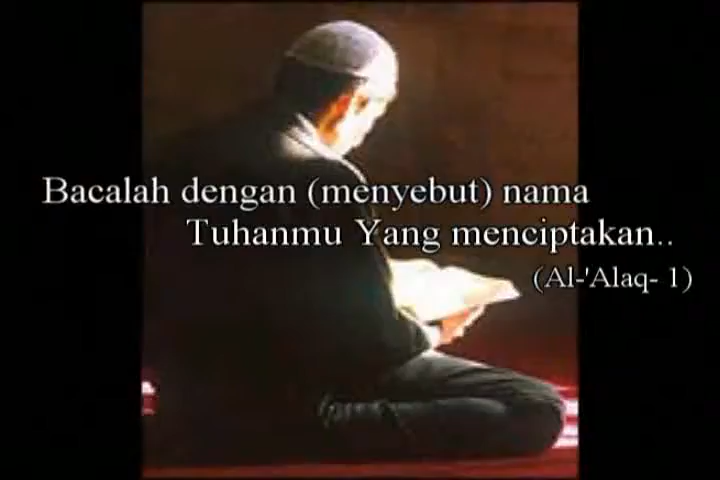 Bacalah dengan (menyebut) nama
Tuhanmu Yang menciptakan..
(Al-'Alaq- 1)